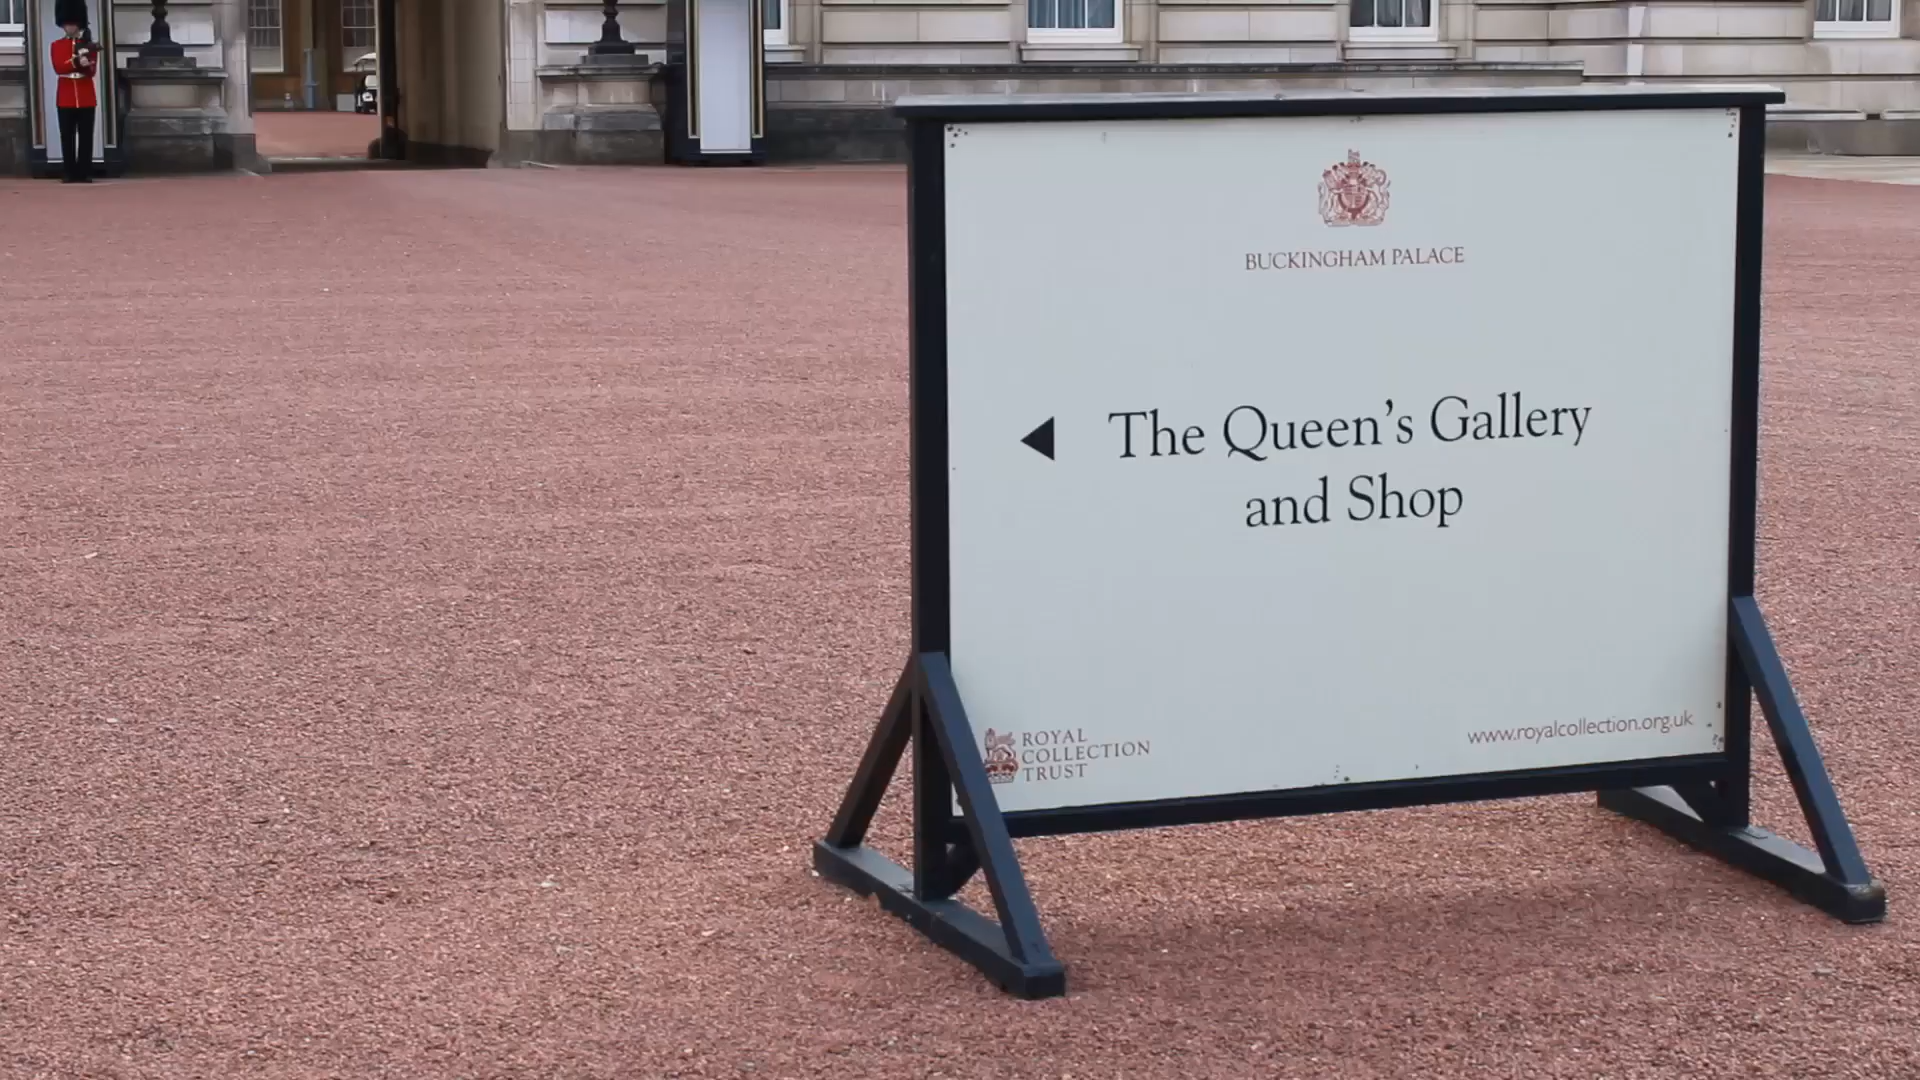 BUCKINGHAM PALACE
The Queen's Gallery
and Shop
ROYAL
COLLECTION
TRUST
www.royalcollection.org.uk